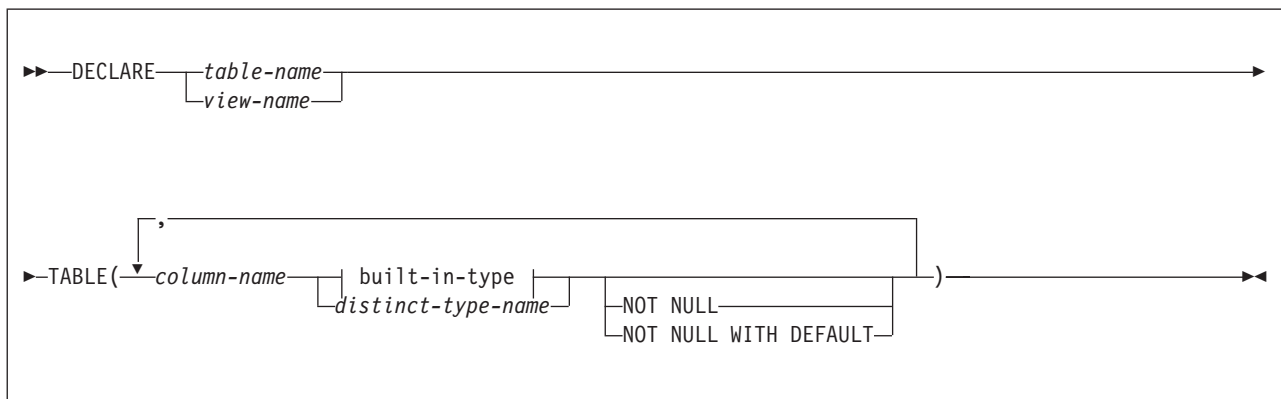 DECLARE table-name
view-name
,
TABLE( column-name built-in-type )
distinct-type-name NOT NULL
NOT NULL WITH DEFAULT